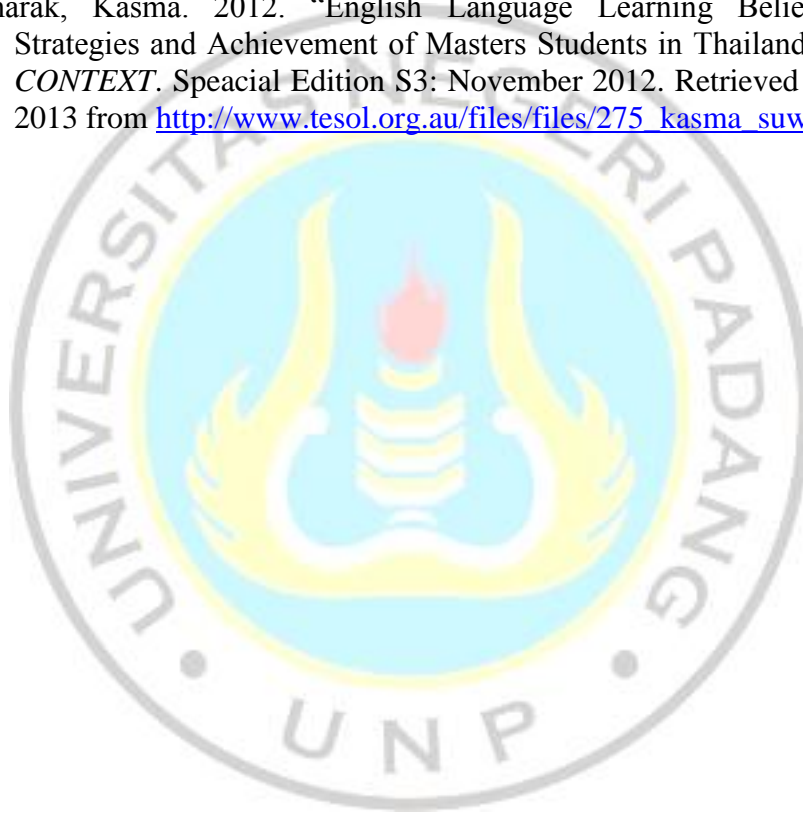 narak, Kasma. 2012. “English Language Learning Belie
Strategies and Achievement of Masters Students in Thailand
CONTEXT. Speacial Edition S3: November 2012. Retrieved
2013 from http://www.tesol.org.au/files/files/275_kasma_suw
UNIVERSITAS NEGERI PADANG
UNP